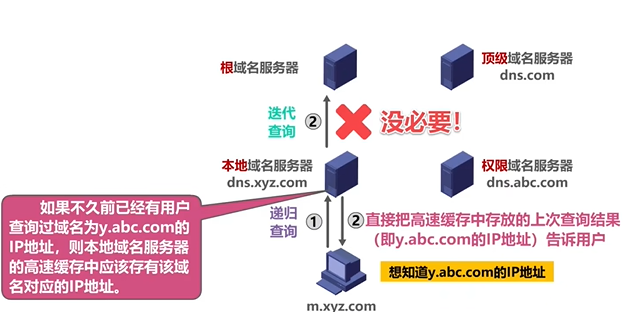 根域名服务器
顶级域名服务器
dns.com
迭代
查询
②
没必要！
本地域名服务器
dns.xyz.com
权限域名服务器
dns.abc.com
如果不久前已经有用户
查询过域名为y.abc.com的
IP地址，则本地域名服务器
的高速缓存中应该存有该域
名对应的IP地址。
递归
查询
①
②
直接把高速缓存中存放的上次查询结果
（即y.abc.com的IP地址）告诉用户
想知道y.abc.com的IP地址
m.xyz.com